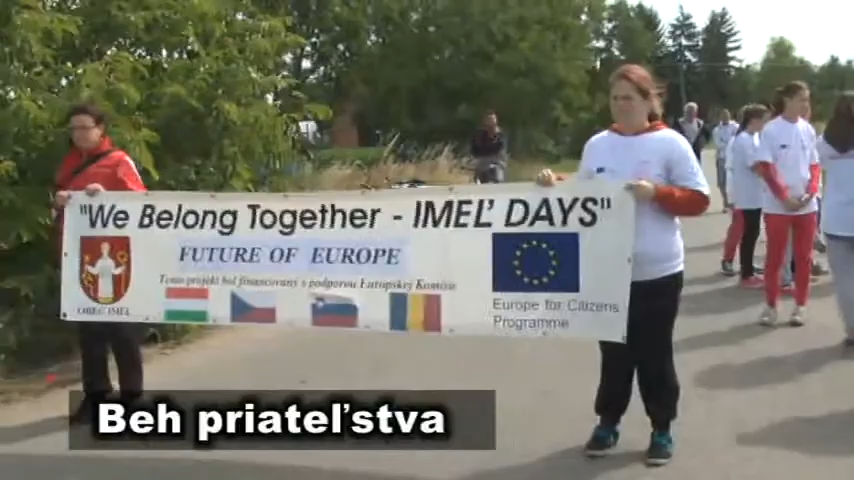 "We Belong Together - IMEĽ DAYS"
FUTURE OF EUROPE
Tento projekt bol financovaný s podporou Európskej Komisie
OBEC IMEĽ
Europe for Citizens
Programme
Beh priateľstva